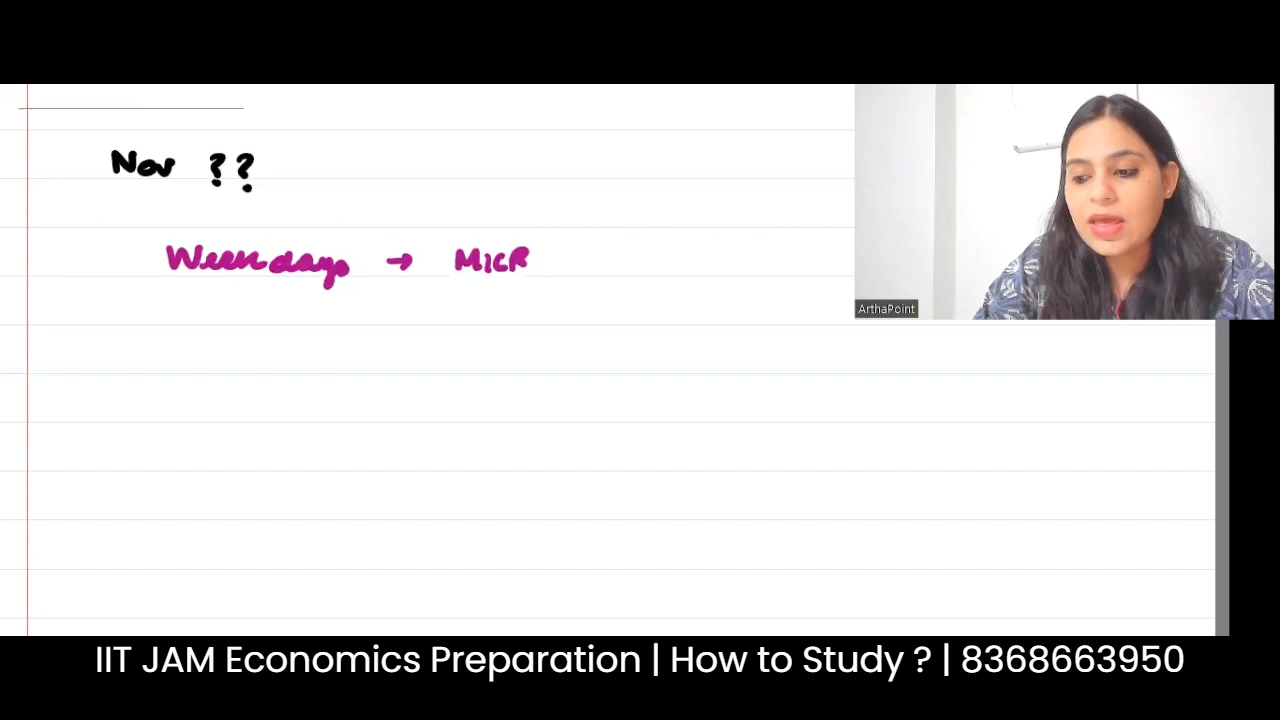 Nov ??
Weekdays → MICR
ArthaPoint
IIT JAM Economics Preparation | How to Study ? | 8368663950